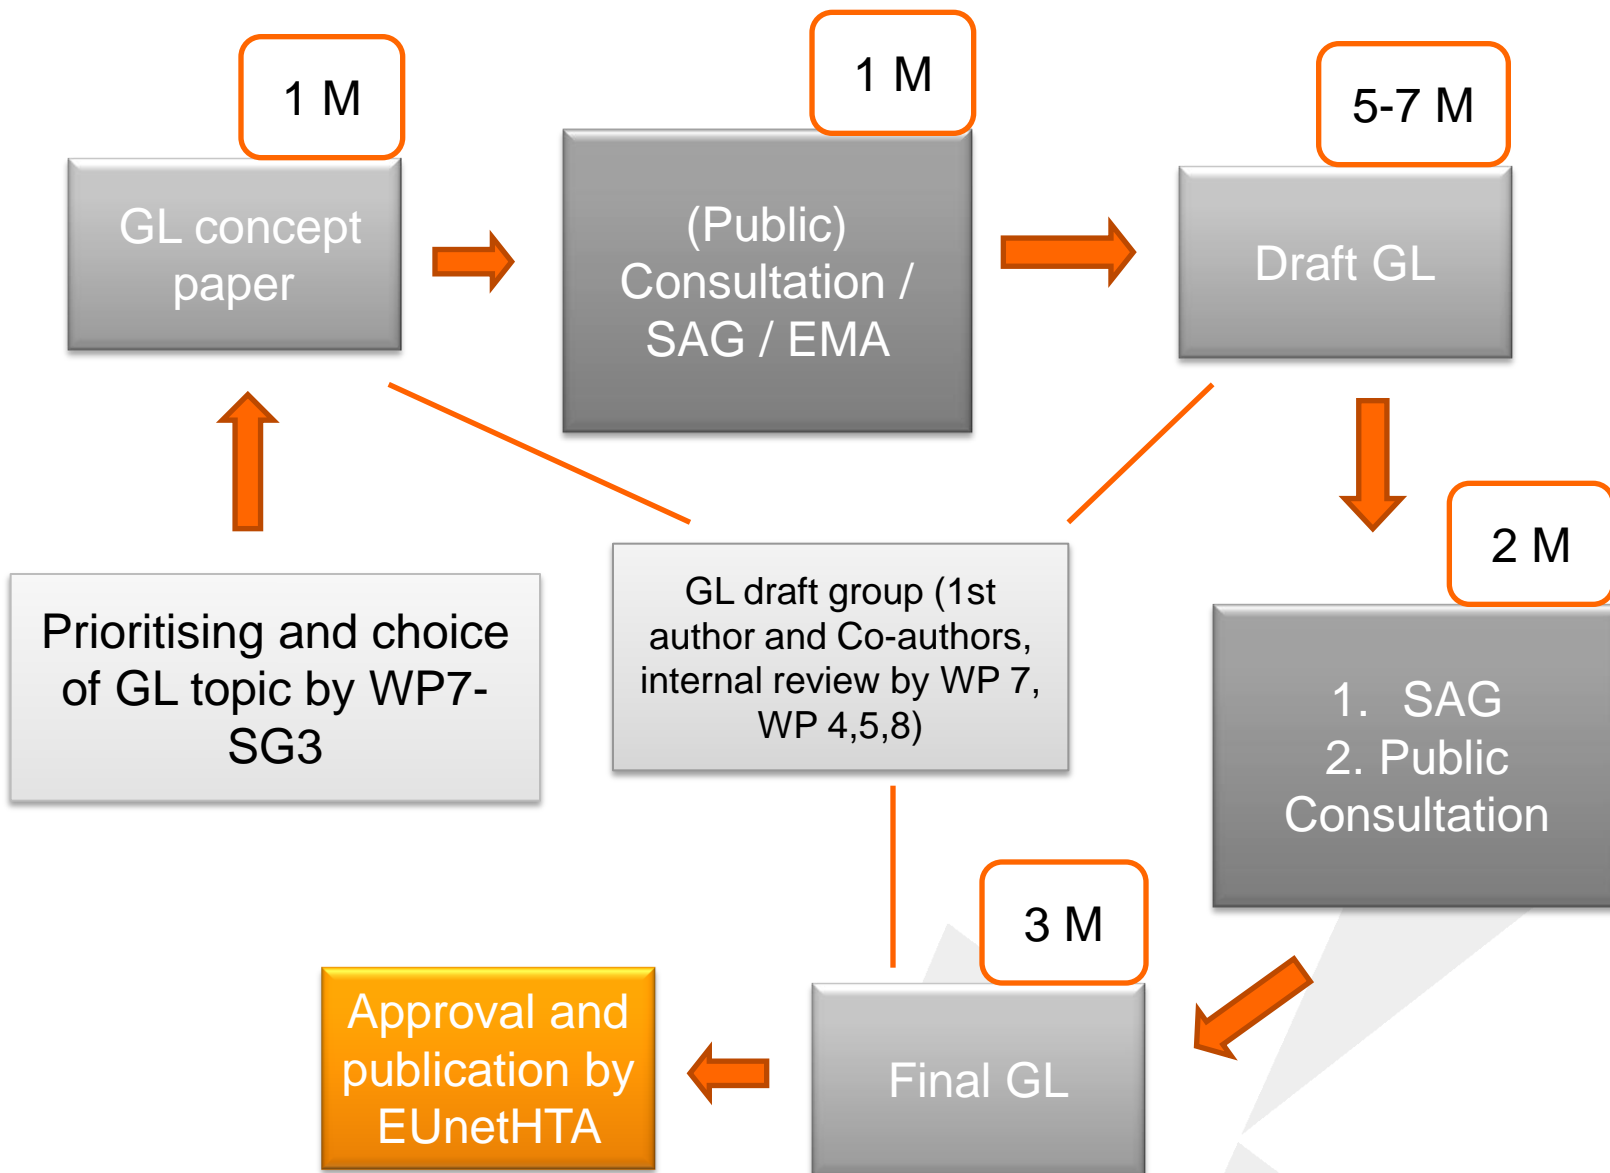 1 M
GL concept
paper
1 M
(Public)
Consultation /
SAG / EMA
5-7 M
Draft GL
Prioritising and choice
of GL topic by WP7-
SG3
GL draft group (1st
author and Co-authors,
internal review by WP 7,
WP 4,5,8)
2 M
1. SAG
2. Public
Consultation
3 M
Final GL
Approval and
publication by
EUnetHTA